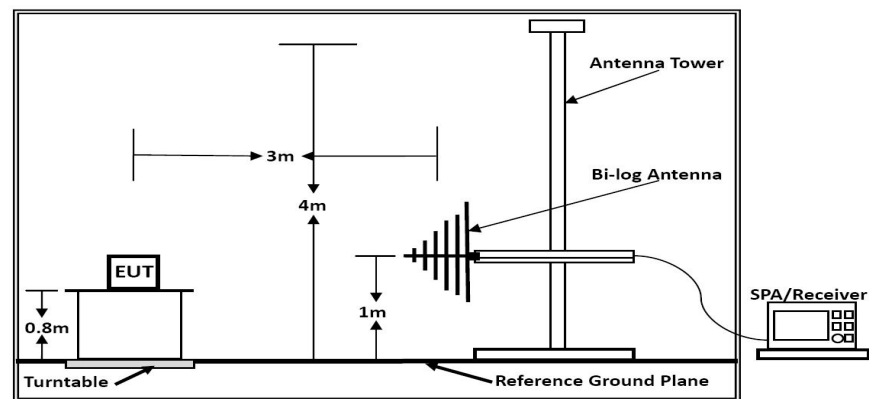 Antenna Tower
3m
Bi-log Antenna
4m
EUT
SPA/Receiver
0.8m
1m
Turntable
Reference Ground Plane